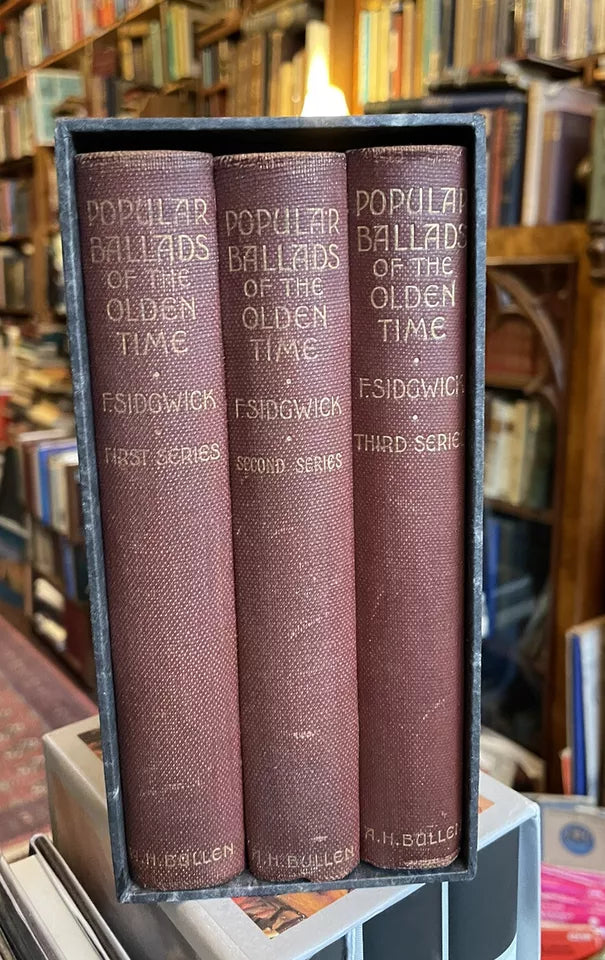 POPULAR
BALLADS
OF THE
OLDEN
TIME
F. SIDGWICK
FIRST SERIES
A. H. BULLEN
POPULAR
BALLADS
OF THE
OLDEN
TIME
F. SIDGWICK
SECOND SERIES
A. H. BULLEN
POPULAR
BALLADS
OF THE
OLDEN
TIME
F. SIDGWICK
THIRD SERIES
A. H. BULLEN